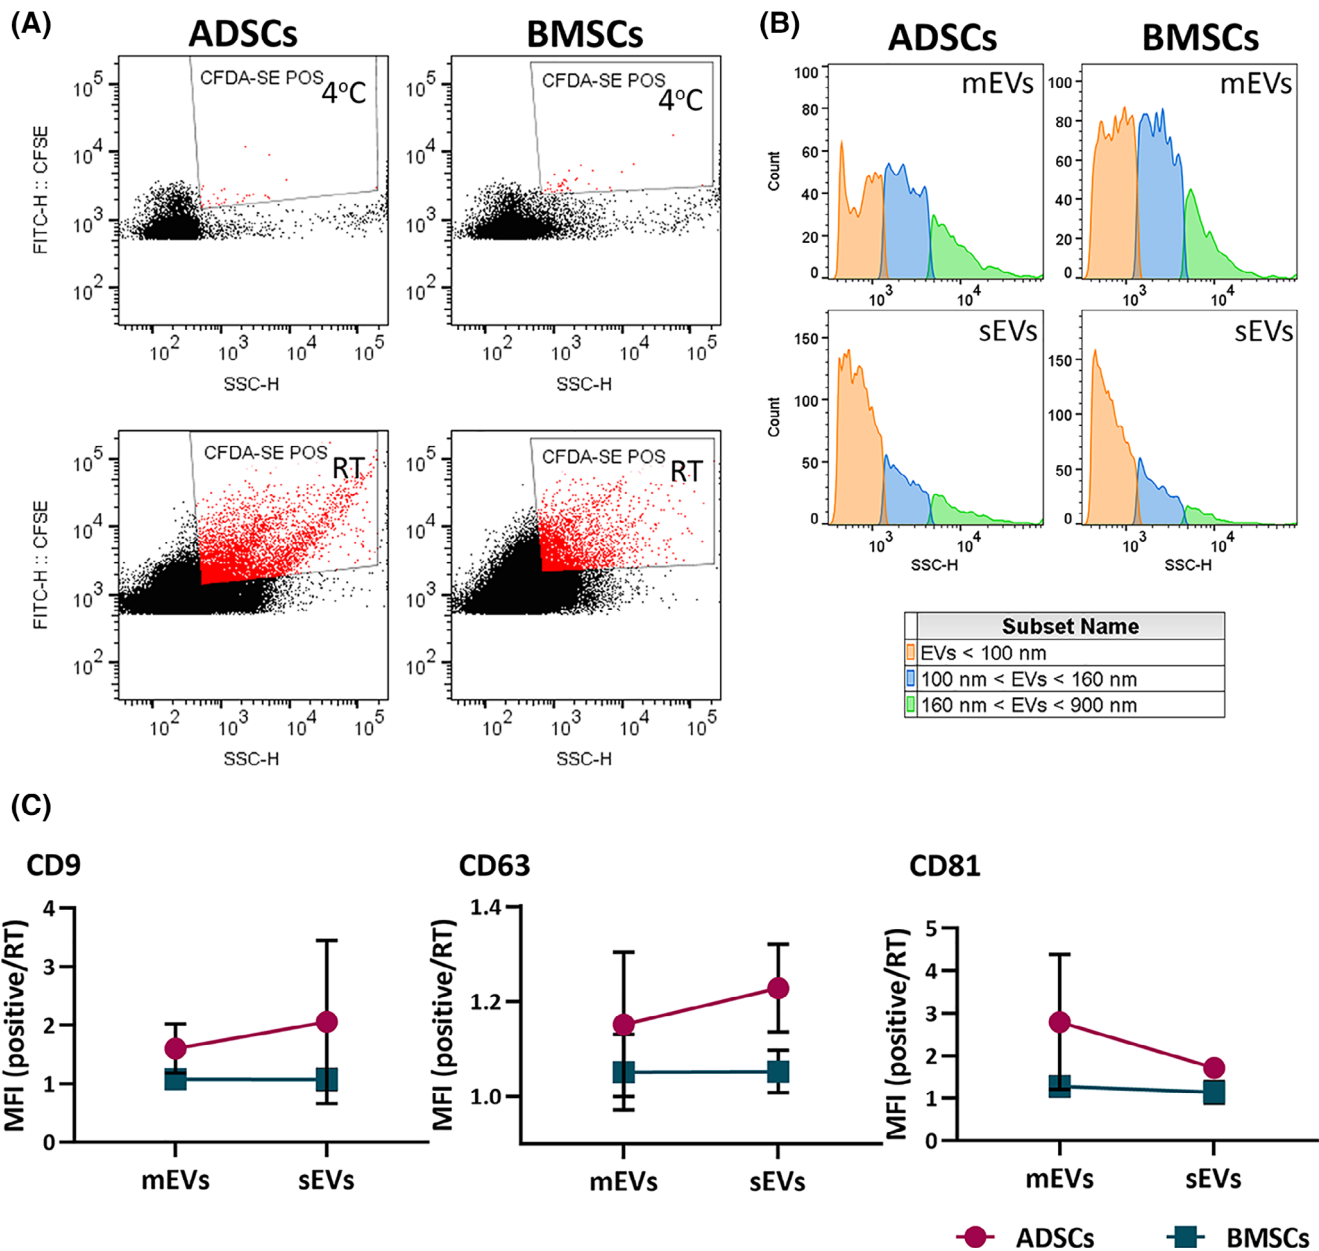 (A)
ADSCs
BMSCs
CFDA-SE POS
4°C
10^5
10^4
10^3
10^2
FITC-H :: CFSE
10^2 10^3 10^4 10^5
SSC-H
CFDA-SE POS
4°C
10^5
10^4
10^3
10^2
10^2 10^3 10^4 10^5
SSC-H
CFDA-SE POS
RT
10^5
10^4
10^3
10^2
FITC-H :: CFSE
10^2 10^3 10^4 10^5
SSC-H
CFDA-SE POS
RT
10^5
10^4
10^3
10^2
10^2 10^3 10^4 10^5
SSC-H
(B)
ADSCs
BMSCs
mEVs
100
80
60
40
20
0
Count
10^3 10^4
mEVs
100
80
60
40
20
0
10^3 10^4
sEVs
150
100
50
0
Count
10^3 10^4
SSC-H
sEVs
150
100
50
0
10^3 10^4
SSC-H
Subset Name
EVs < 100 nm
100 nm < EVs < 160 nm
160 nm < EVs < 900 nm
(C)
CD9
MFI (positive/RT)
4
3
2
1
0
mEVs sEVs
CD63
MFI (positive/RT)
1.4
1.2
1.0
mEVs sEVs
CD81
MFI (positive/RT)
5
4
3
2
1
0
mEVs sEVs
ADSCs BMSCs